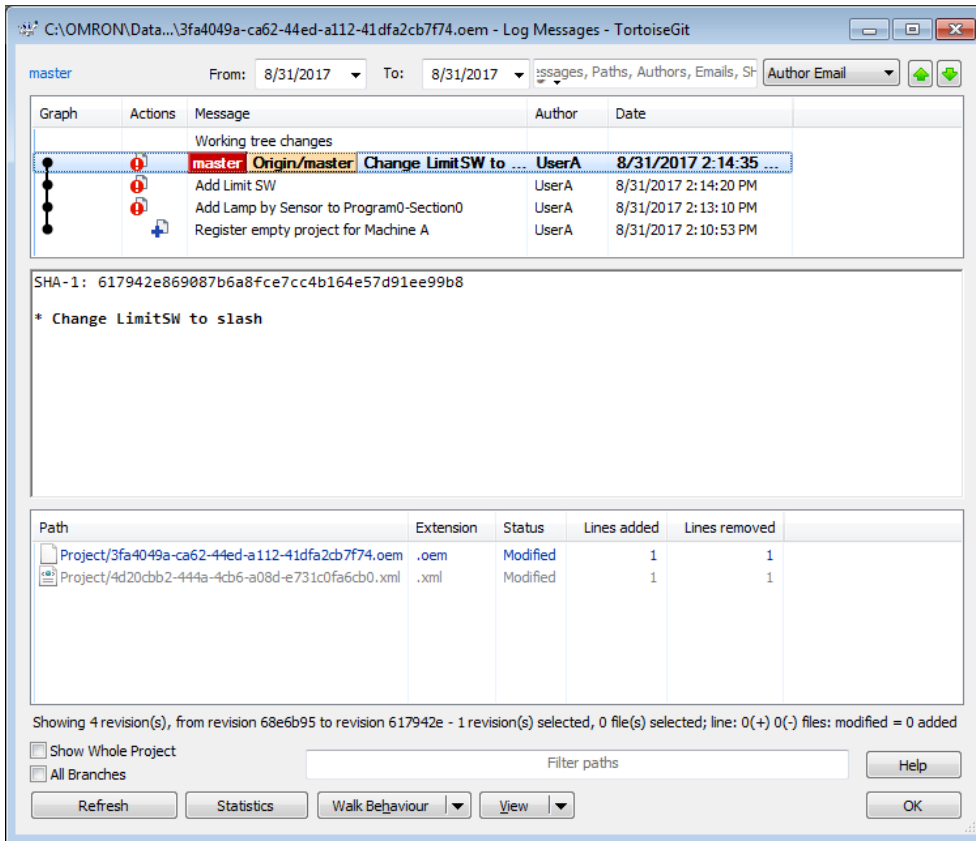 C:\OMRON\Data...\3fa4049a-ca62-44ed-a112-41dfa2cb7f74.oem - Log Messages - TortoiseGit
master From: 8/31/2017 To: 8/31/2017 Paths, Authors, Emails, Author Email
Graph Actions Message Author Date
Working tree changes
master Origin/master Change LimitSW to ... UserA 8/31/2017 2:14:35 ...
Add Limit SW UserA 8/31/2017 2:14:20 PM
Add Lamp by Sensor to Program0-Section0 UserA 8/31/2017 2:13:10 PM
Register empty project for Machine A UserA 8/31/2017 2:10:53 PM
SHA-1: 617942e869087b6a8fce7cc4b164e57d91ee99b8
* Change LimitSW to slash
Path Extension Status Lines added Lines removed
Project/3fa4049a-ca62-44ed-a112-41dfa2cb7f74.oem .oem Modified 1 1
Project/4d20cbb2-444a-4cb6-a08d-e731c0fa6cb0.xml .xml Modified 1 1
Showing 4 revision(s), from revision 68e6b95 to revision 617942e - 1 revision(s) selected, 0 file(s) selected; line: 0(+) 0(-) files: modified = 0 added
Show Whole Project
All Branches
Filter paths
Help
Refresh Statistics Walk Behaviour View OK